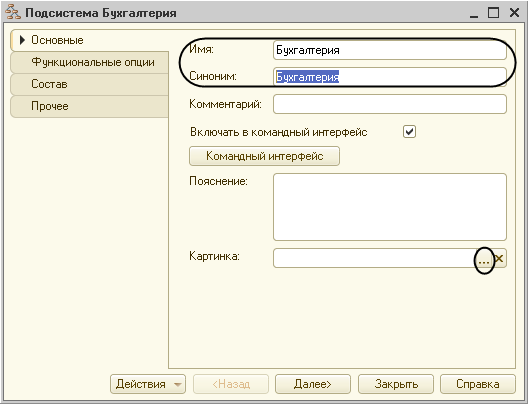 Подсистема Бухгалтерия
Основные
Функциональные опции
Состав
Прочее
Имя: Бухгалтерия
Синоним: Бухгалтерия
Комментарий:
Включать в командный интерфейс
Командный интерфейс
Пояснение:
Картинка: ...
Действия <Назад Далее> Закрыть Справка